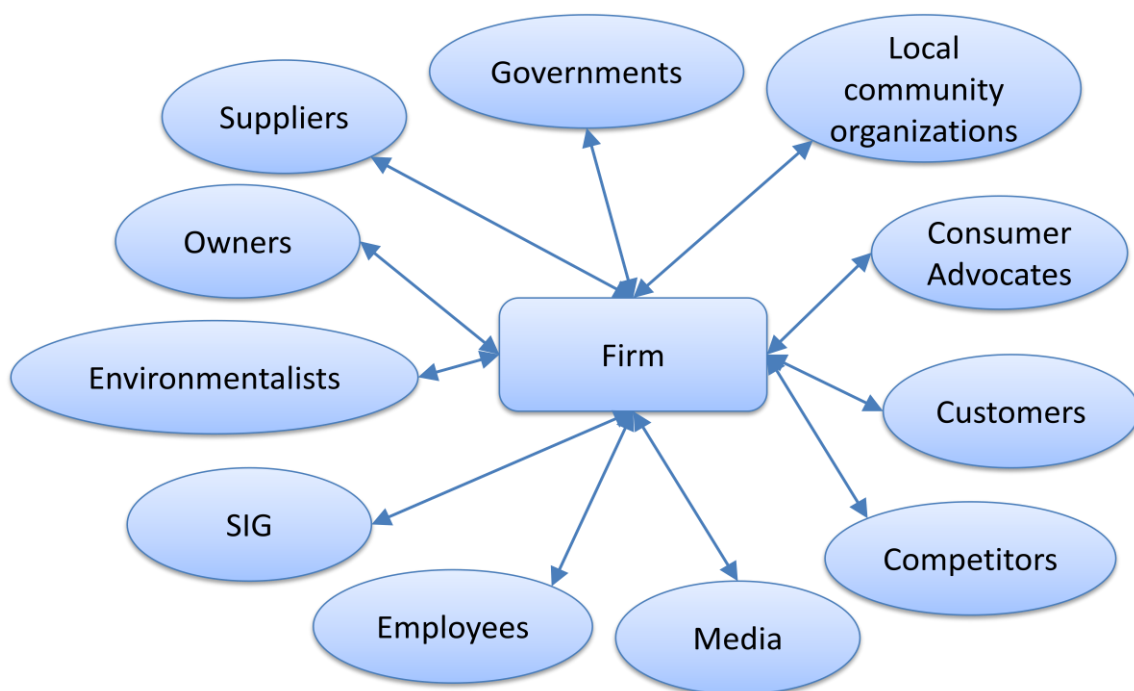 Governments
Local
community
organizations
Suppliers
Owners
Consumer
Advocates
Firm
Environmentalists
Customers
SIG
Competitors
Employees
Media